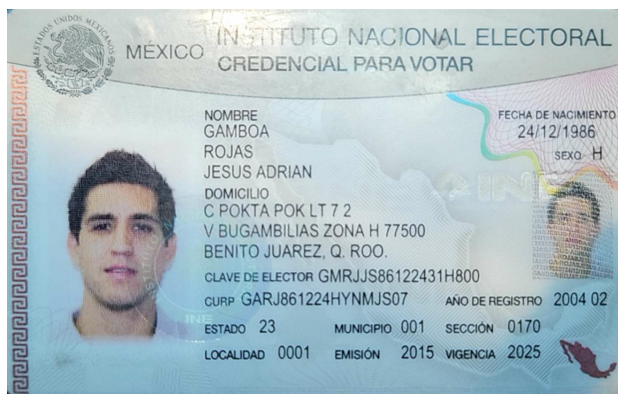 ESTADOS UNIDOS MEXICANOS
MÉXICO INSTITUTO NACIONAL ELECTORAL
CREDENCIAL PARA VOTAR
NOMBRE
GAMBOA
ROJAS
JESUS ADRIAN
FECHA DE NACIMIENTO
24/12/1986
SEXO H
DOMICILIO
C POKTA POK LT 7 2
V BUGAMBILIAS ZONA H 77500
BENITO JUAREZ, Q. ROO.
INE
CLAVE DE ELECTOR GMRJJS86122431H800
CURP GARJ861224HYNMJS07 AÑO DE REGISTRO 2004 02
ESTADO 23 MUNICIPIO 001 SECCIÓN 0170
LOCALIDAD 0001 EMISIÓN 2015 VIGENCIA 2025
INE